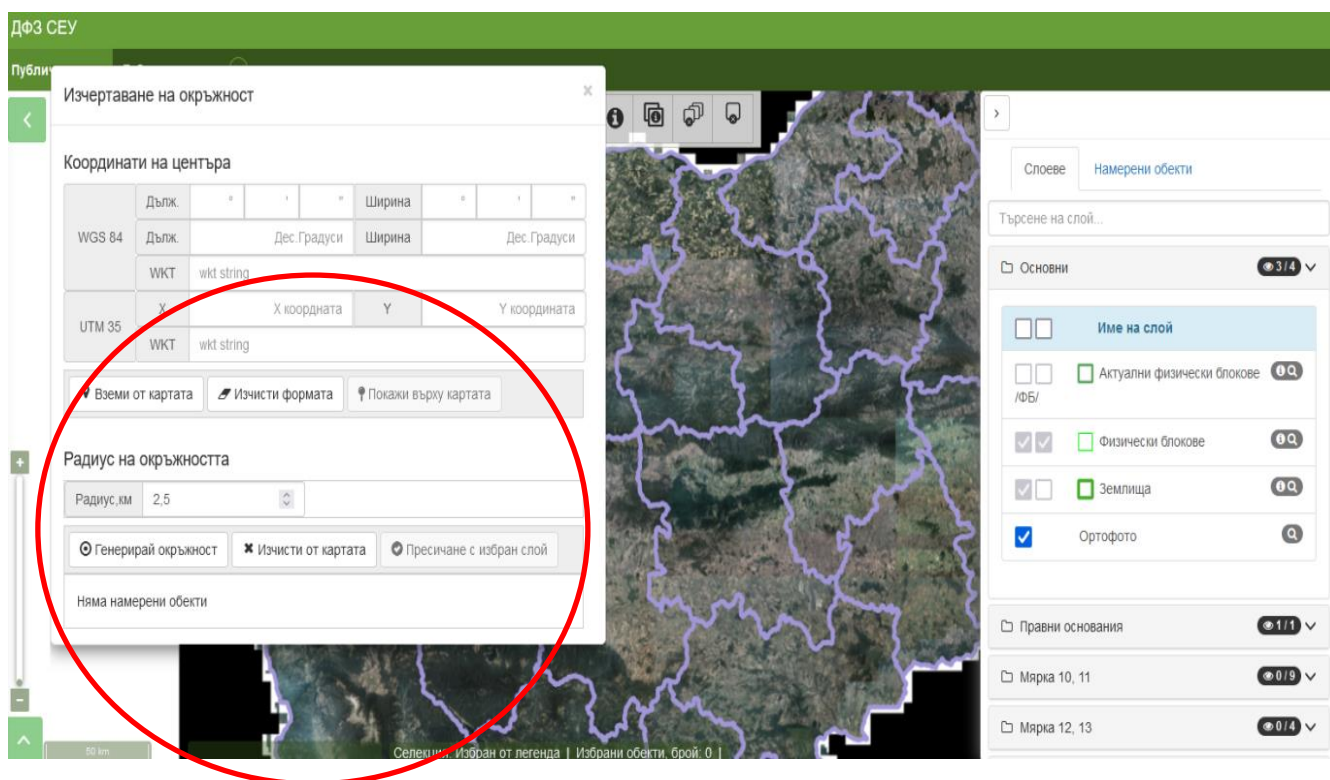 ДФЗ СЕУ
Изчертаване на окръжност ×
Координати на центъра
WGS 84 Дълж. ° ' " Ширина ° ' "
Дълж. Дес.Градуси Ширина Дес.Градуси
WKT wkt string
UTM 35 X X коорднaта Y Y координата
WKT wkt string
Вземи от картата Изчисти формата Покажи върху картата
Радиус на окръжността
Радиус,км 2,5
Генерирай окръжност Изчисти от картата Пресичане с избран слой
Няма намерени обекти
50 km
Селекция: Избран от легенда | Избрани обекти, брой: 0 |
Слоеве Намерени обекти
Търсене на слой...
Основни 3/4
Име на слой
Актуални физически блокове
/ФБ/
Физически блокове
Землища
Ортофото
Правни основания 1/1
Мярка 10, 11 0/9
Мярка 12, 13 0/4